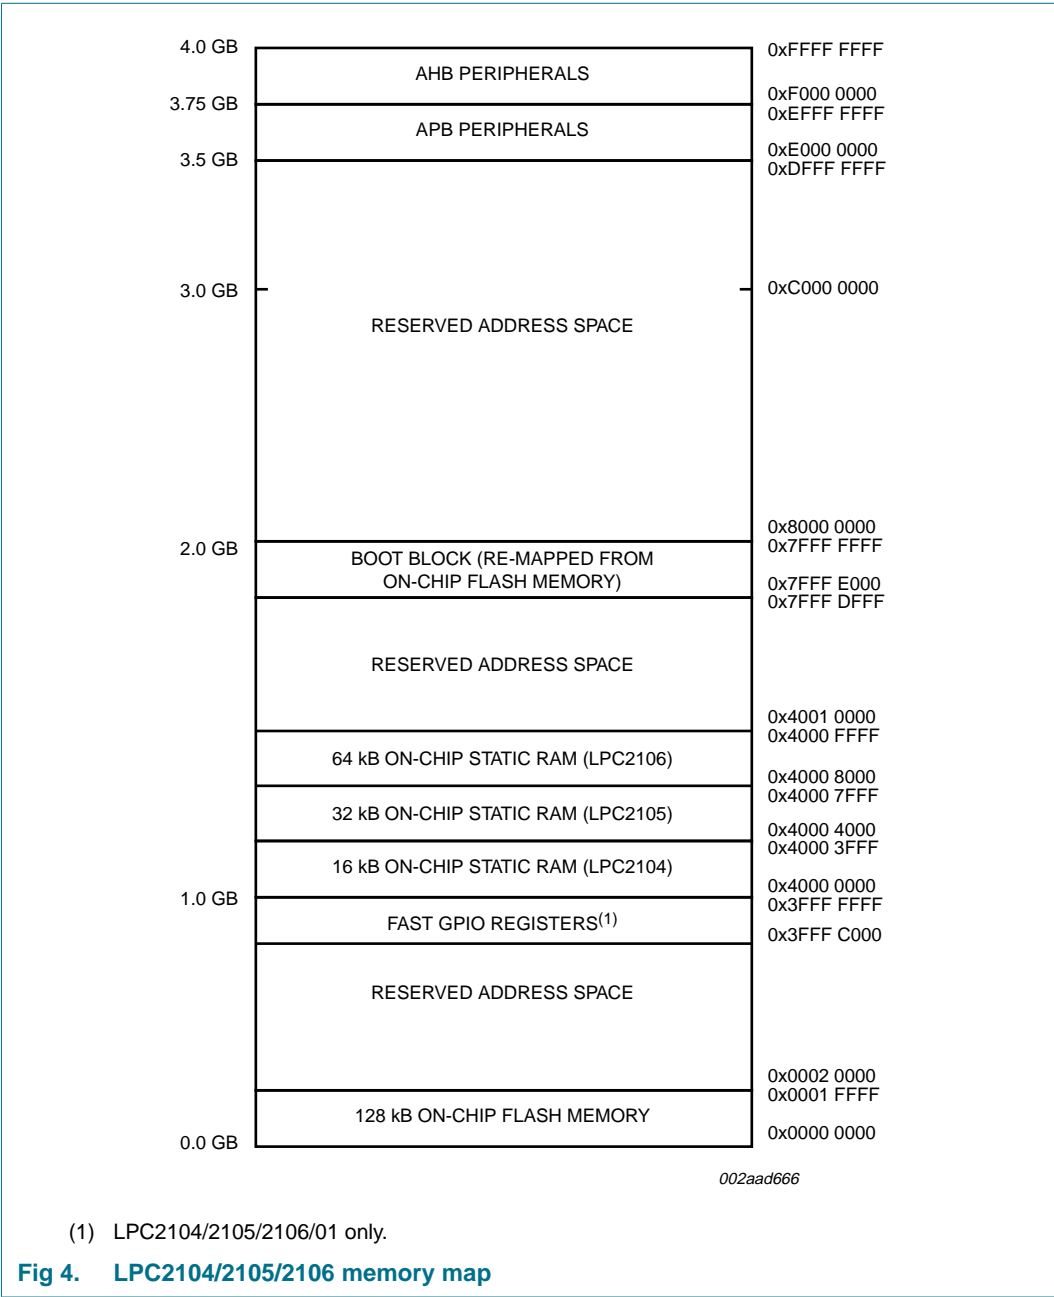 4.0 GB
0xFFFF FFFF
AHB PERIPHERALS
0xF000 0000
3.75 GB
0xEFFF FFFF
APB PERIPHERALS
0xE000 0000
3.5 GB
0xDFFF FFFF
3.0 GB
0xC000 0000
RESERVED ADDRESS SPACE
0x8000 0000
2.0 GB
0x7FFF FFFF
BOOT BLOCK (RE-MAPPED FROM
ON-CHIP FLASH MEMORY)
0x7FFF E000
0x7FFF DFFF
RESERVED ADDRESS SPACE
0x4001 0000
0x4000 FFFF
64 kB ON-CHIP STATIC RAM (LPC2106)
0x4000 8000
0x4000 7FFF
32 kB ON-CHIP STATIC RAM (LPC2105)
0x4000 4000
0x4000 3FFF
16 kB ON-CHIP STATIC RAM (LPC2104)
0x4000 0000
1.0 GB
0x3FFF FFFF
FAST GPIO REGISTERS(1)
0x3FFF C000
RESERVED ADDRESS SPACE
0x0002 0000
0x0001 FFFF
128 kB ON-CHIP FLASH MEMORY
0x0000 0000
0.0 GB
002aad666
(1) LPC2104/2105/2106/01 only.
Fig 4. LPC2104/2105/2106 memory map